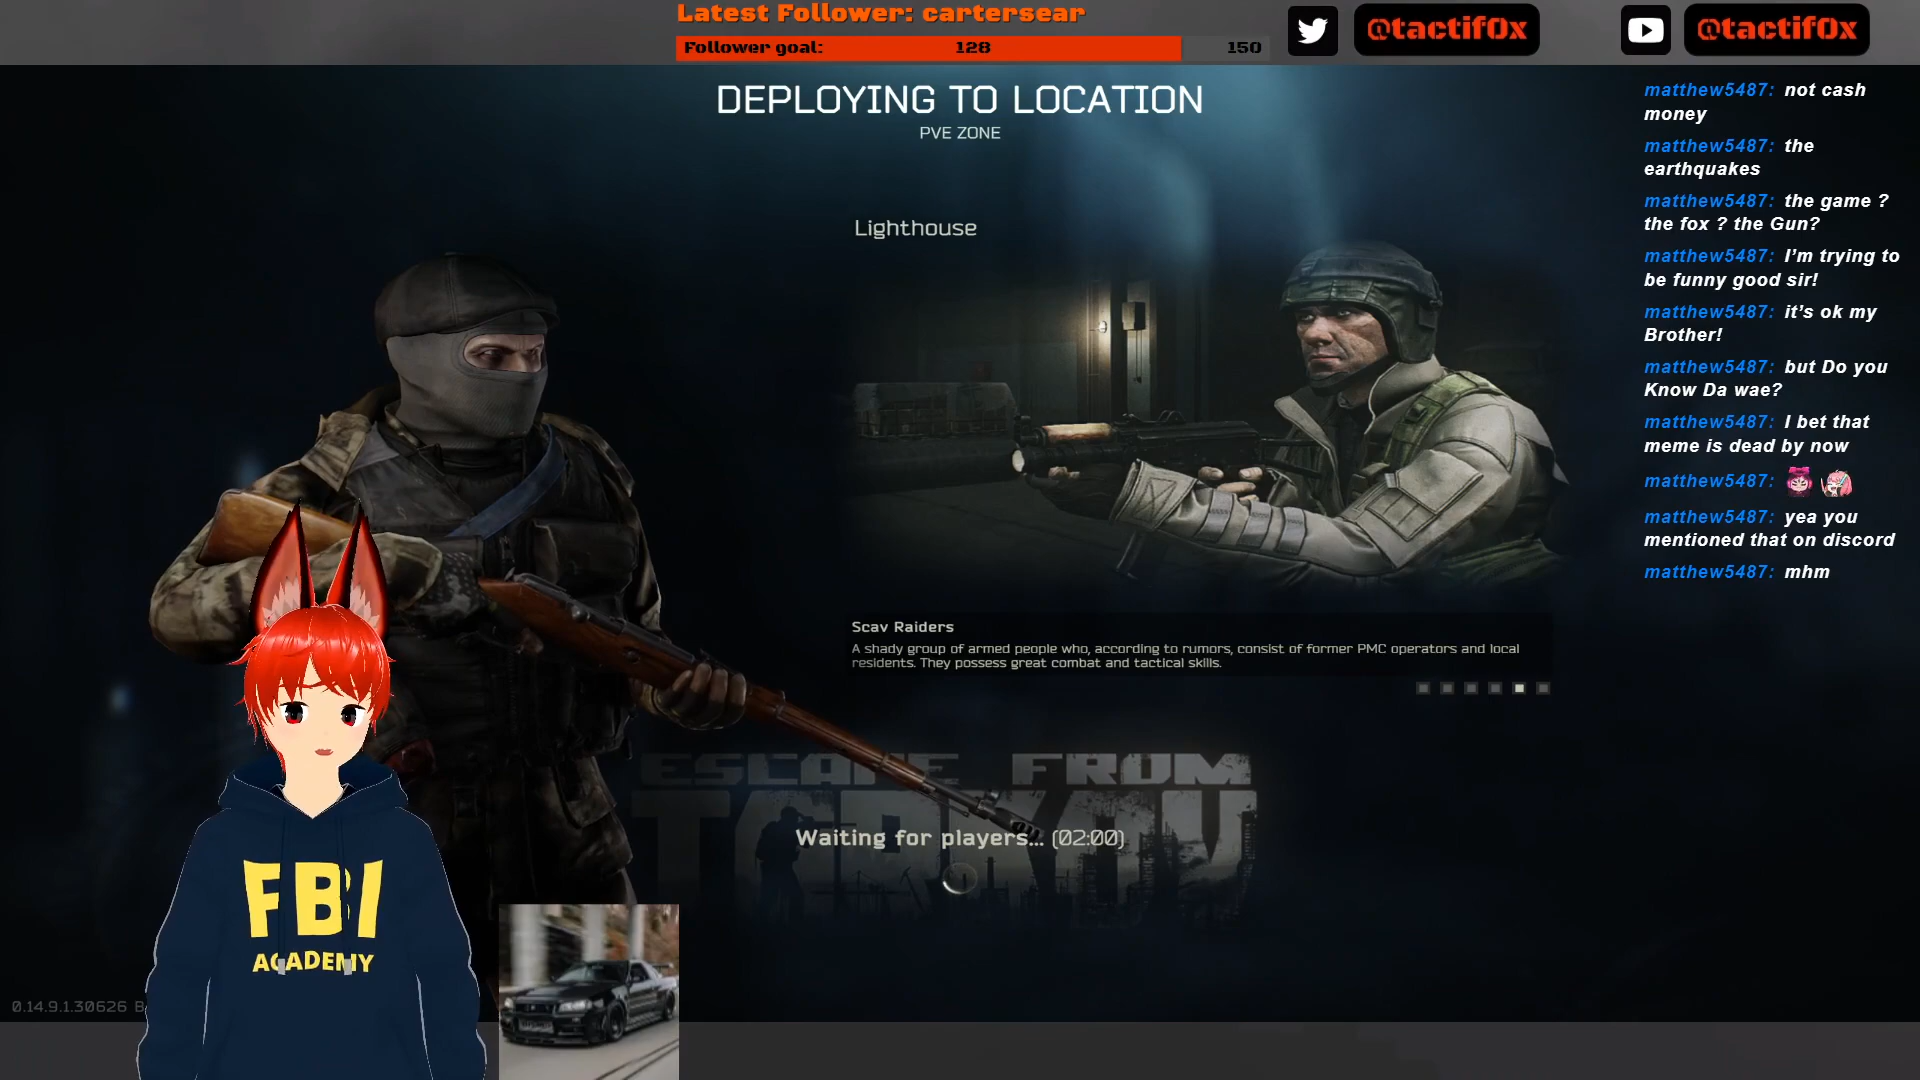 Latest Follower: cartersear
Follower goal: 128 150
@tactif0x
@tactif0x
DEPLOYING TO LOCATION
PVE ZONE
Lighthouse
matthew5487: not cash
money
matthew5487: the
earthquakes
matthew5487: the game ?
the fox ? the Gun?
matthew5487: I'm trying to
be funny good sir!
matthew5487: it's ok my
Brother!
matthew5487: but Do you
Know Da wae?
matthew5487: I bet that
meme is dead by now
matthew5487:
matthew5487: yea you
mentioned that on discord
matthew5487: mhm
Scav Raiders
A shady group of armed people who, according to rumors, consist of former PMC operators and local
residents. They possess great combat and tactical skills.
ESCAPE FROM
TARKOV
Waiting for players... (02:00)
FBI
ACADEMY
0.14.9.1.30626 B